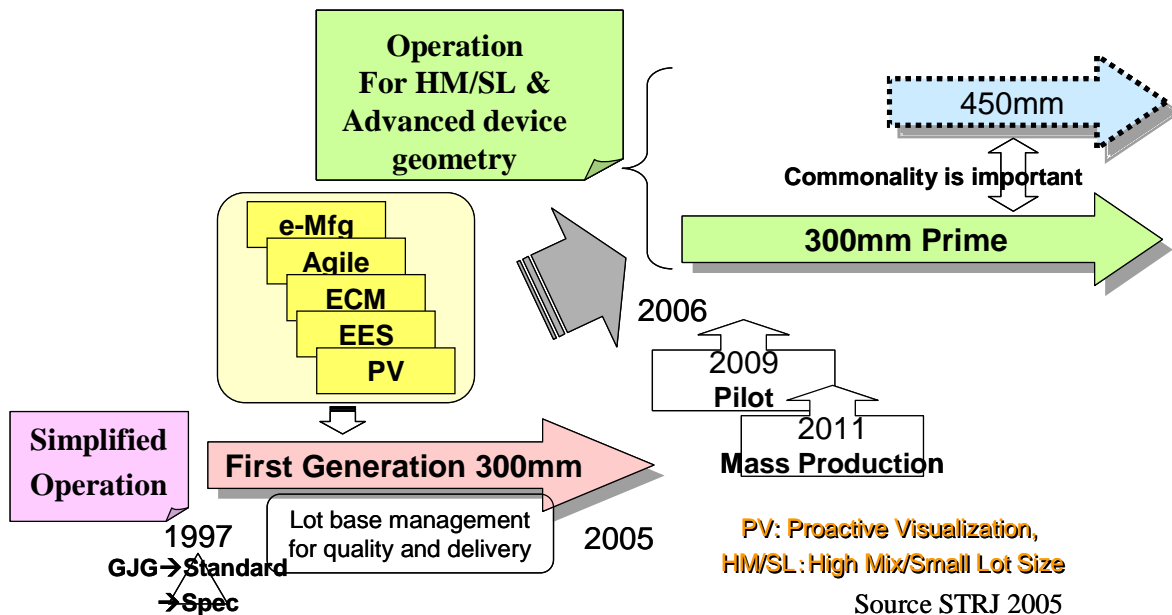 Operation
For HM/SL &
Advanced device
geometry
450mm
Commonality is important
300mm Prime
e-Mfg
Agile
ECM
EES
PV
2006
2009
Pilot
2011
Mass Production
Simplified
Operation
First Generation 300mm
Lot base management
for quality and delivery
1997
2005
GJG→Standard
→Spec
PV: Proactive Visualization,
HM/SL: High Mix/Small Lot Size
Source STRJ 2005